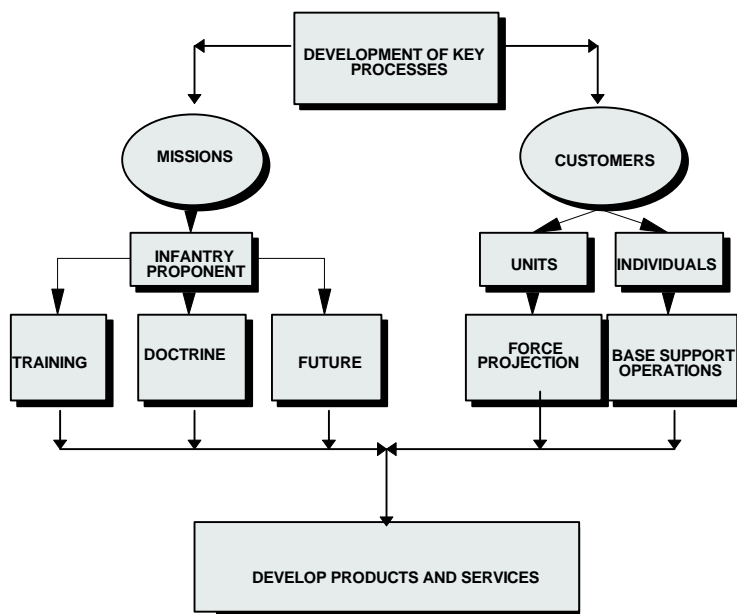 DEVELOPMENT OF KEY
PROCESSES
MISSIONS
CUSTOMERS
INFANTRY
PROPONENT
UNITS
INDIVIDUALS
TRAINING
DOCTRINE
FUTURE
FORCE
PROJECTION
BASE SUPPORT
OPERATIONS
DEVELOP PRODUCTS AND SERVICES